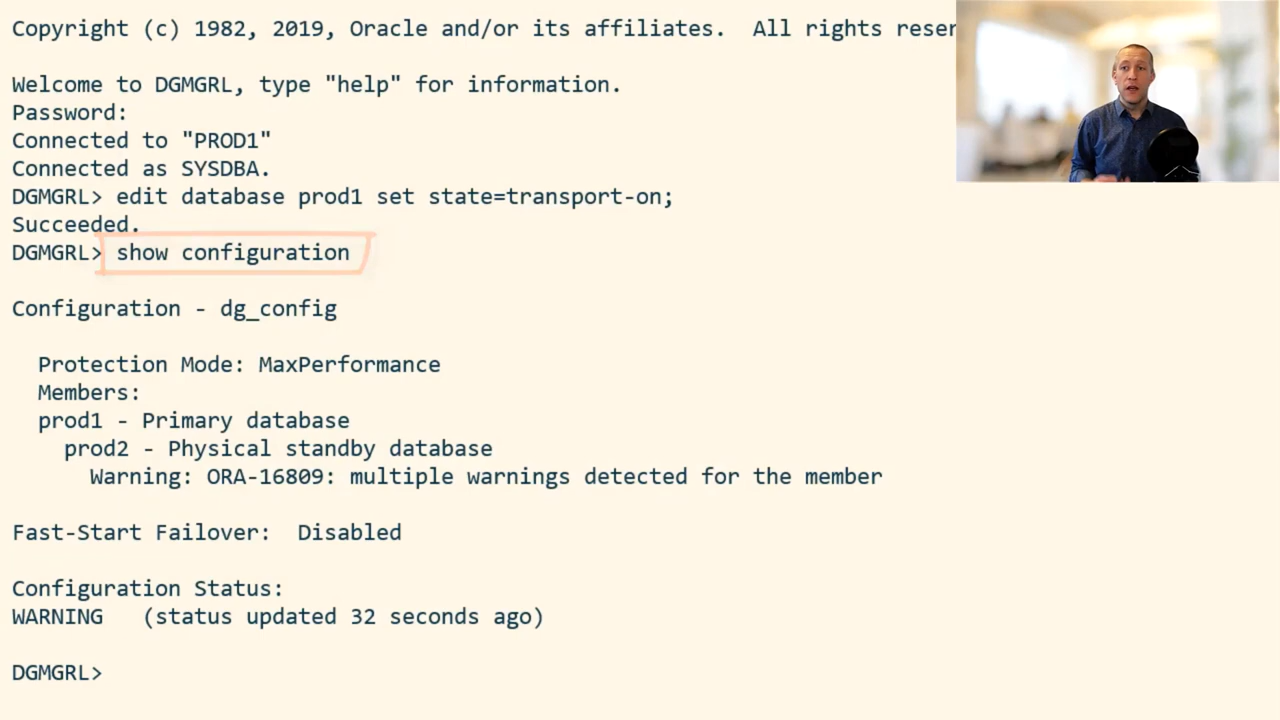 Copyright (c) 1982, 2019, Oracle and/or its affiliates.  All rights reser
Welcome to DGMGRL, type "help" for information.
Password:
Connected to "PROD1"
Connected as SYSDBA.
DGMGRL> edit database prod1 set state=transport-on;
Succeeded.
DGMGRL> show configuration
Configuration - dg_config
Protection Mode: MaxPerformance
Members:
prod1 - Primary database
prod2 - Physical standby database
Warning: ORA-16809: multiple warnings detected for the member
Fast-Start Failover:  Disabled
Configuration Status:
WARNING   (status updated 32 seconds ago)
DGMGRL>